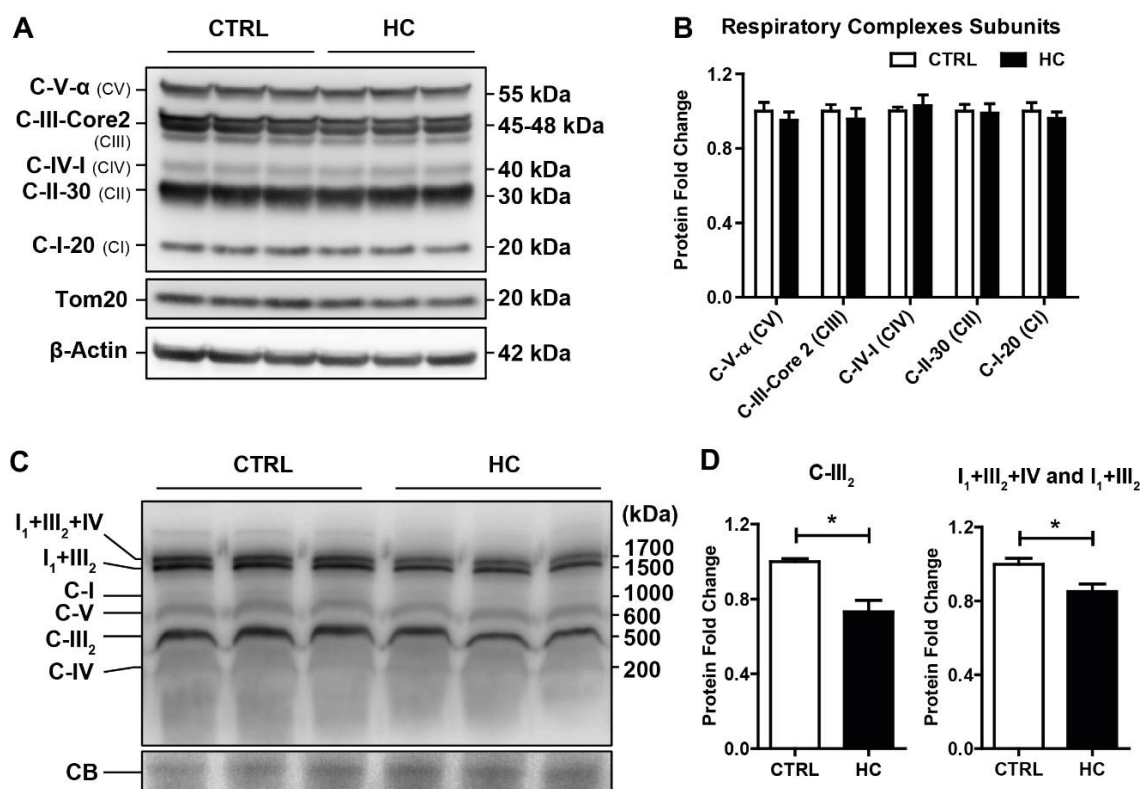 A
CTRL HC
C-V-α (CV)
C-III-Core2
(CIII)
C-IV-I (CIV)
C-II-30 (CII)
C-I-20 (CI)
Tom20
β-Actin
55 kDa
45-48 kDa
40 kDa
30 kDa
20 kDa
20 kDa
42 kDa
B Respiratory Complexes Subunits
CTRL HC
Protein Fold Change
1.2
0.8
0.4
0.0
C-V-α (CV)
C-III-Core 2 (CIII)
C-IV-I (CIV)
C-II-30 (CII)
C-I-20 (CI)
C
CTRL HC
I₁+III₂+IV
I₁+III₂
C-I
C-V
C-III₂
C-IV
CB
(kDa)
1700
1500
1000
600
500
200
D
C-III₂
Protein Fold Change
1.2
0.8
0.4
0.0
*
CTRL HC
I₁+III₂+IV and I₁+III₂
Protein Fold Change
1.2
0.8
0.4
0.0
*
CTRL HC